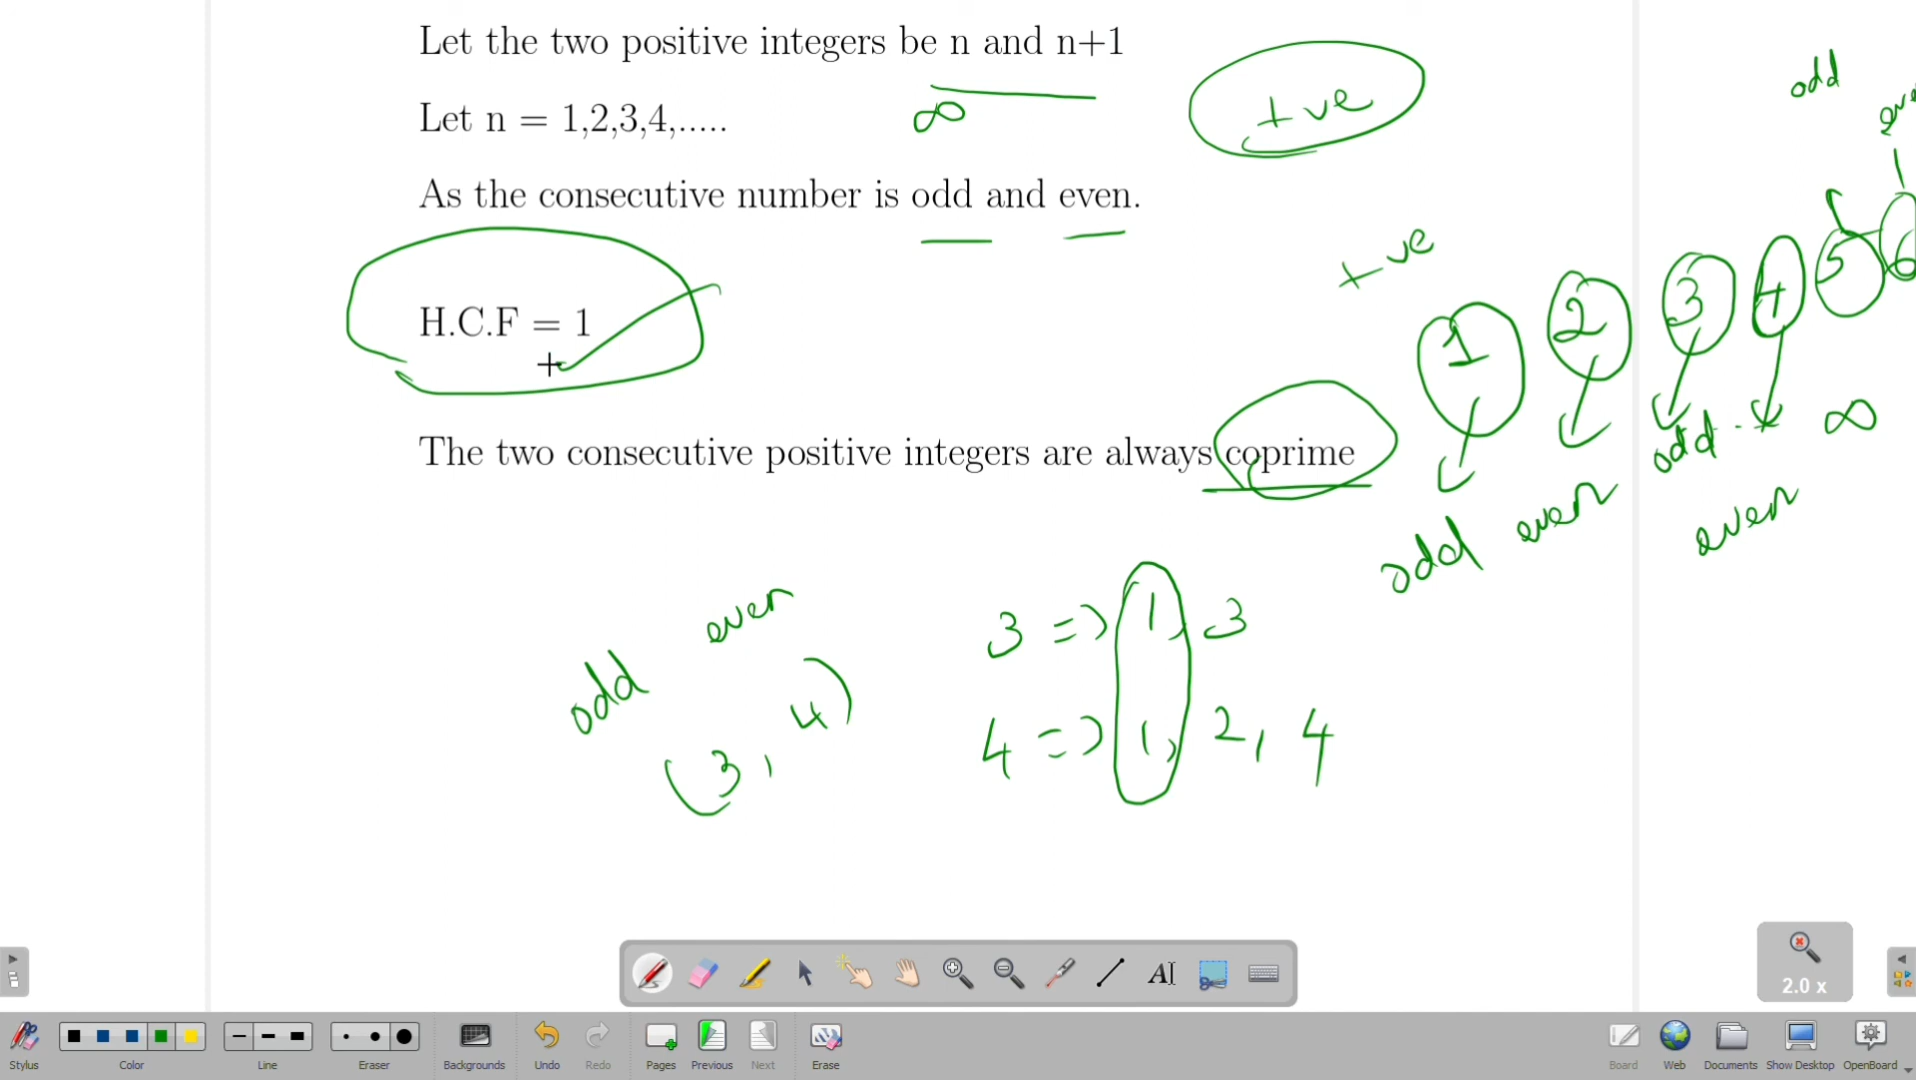 Let the two positive integers be n and n+1
odd
+ve
Let n = 1,2,3,4,.....
∞
As the consecutive number is odd and even.
+ve
1 2 3 4 5 6
H.C.F = 1
odd even odd even
∞
The two consecutive positive integers are always coprime
odd even
(3, 4)
3 => 1, 3
4 => 1, 2, 4
2.0 x
Stylus Color Line Eraser Backgrounds Undo Redo Pages Previous Next Erase Board Web Documents Show Desktop OpenBoard